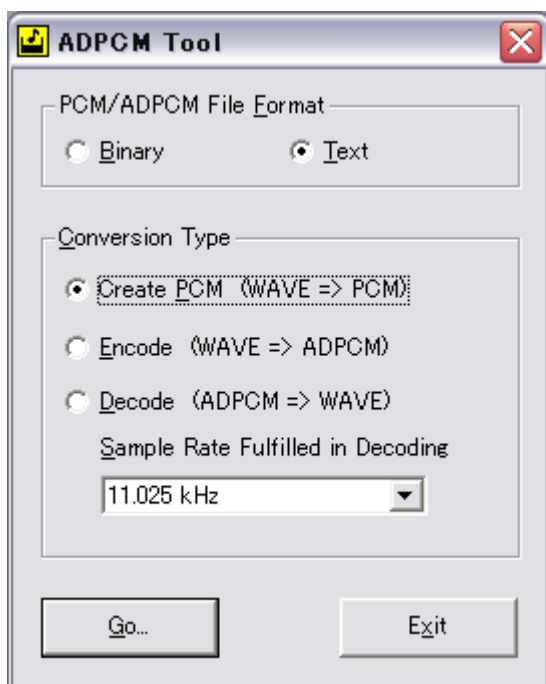 ADPCM Tool
PCM/ADPCM File Format
Binary
Text
Conversion Type
Create PCM (WAVE => PCM)
Encode (WAVE => ADPCM)
Decode (ADPCM => WAVE)
Sample Rate Fulfilled in Decoding
11.025 kHz
Go...
Exit